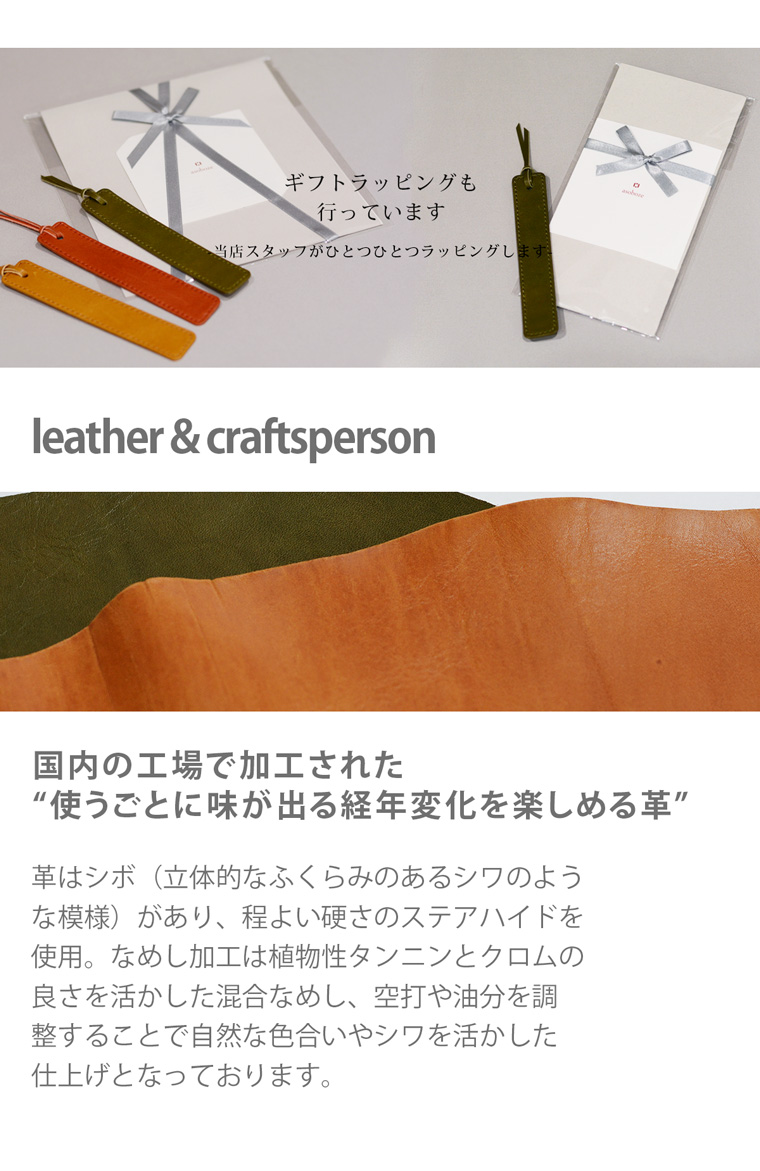 ギフトラッピングも
行っています
-当店スタッフがひとつひとつラッピングします-
leather & craftsperson
国内の工場で加工された
“使うごとに味が出る経年変化を楽しめる革”
革はシボ（立体的なふくらみのあるシワのよう
な模様）があり、程よい硬さのステアハイドを
使用。なめし加工は植物性タンニンとクロムの
良さを活かした混合なめし、空打や油分を調
整することで自然な色合いやシワを活かした
仕上げとなっております。